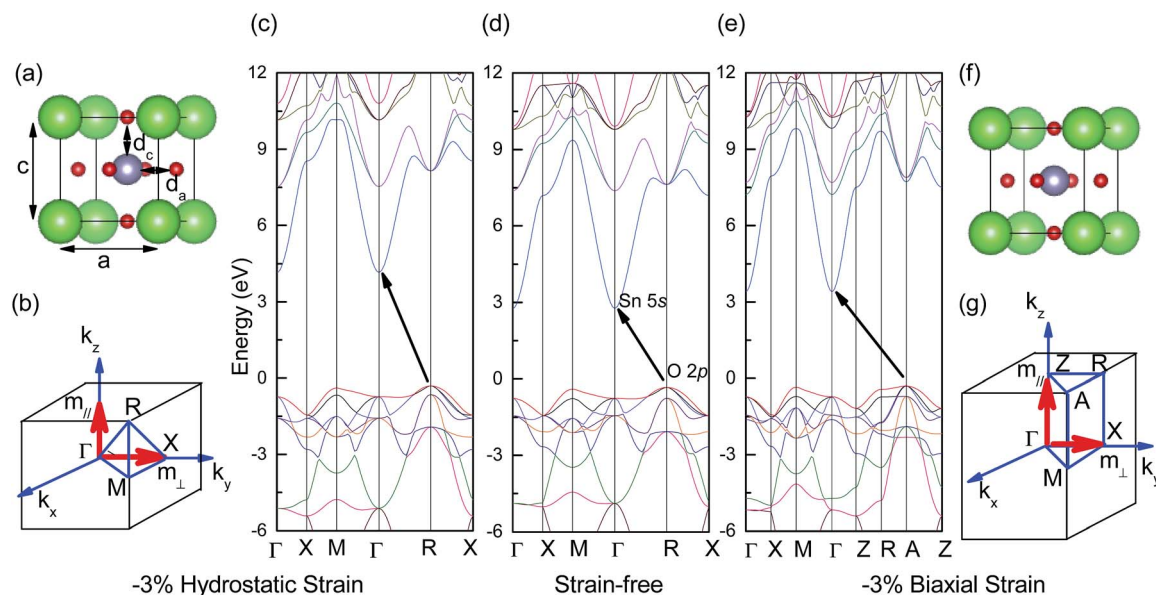 (a)
c
d
c
d
a
a
(b)
k
z
m
//
R
Γ
X
k
y
M
m
⊥
k
x
(c)
(d)
(e)
Energy (eV)
12
9
6
3
0
-3
-6
Γ X M Γ R X
12
9
6
3
0
-3
-6
Sn 5s
O 2p
Γ X M Γ R X
12
9
6
3
0
-3
-6
Γ X M Γ Z R A Z
(f)
(g)
k
z
Z
R
m
//
A
Γ
X
k
y
M
m
⊥
k
x
-3% Hydrostatic Strain
Strain-free
-3% Biaxial Strain